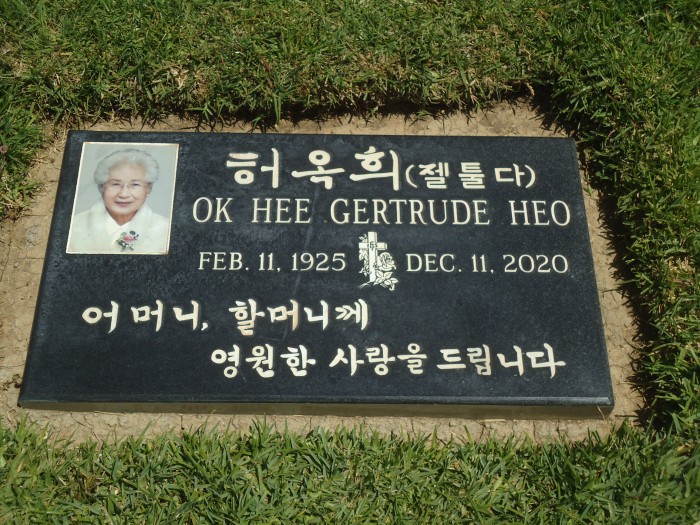 허옥희(젤툴다)
OK HEE GERTRUDE HEO
FEB. 11, 1925 DEC. 11, 2020
어머니, 할머니께
영원한 사랑을 드립니다